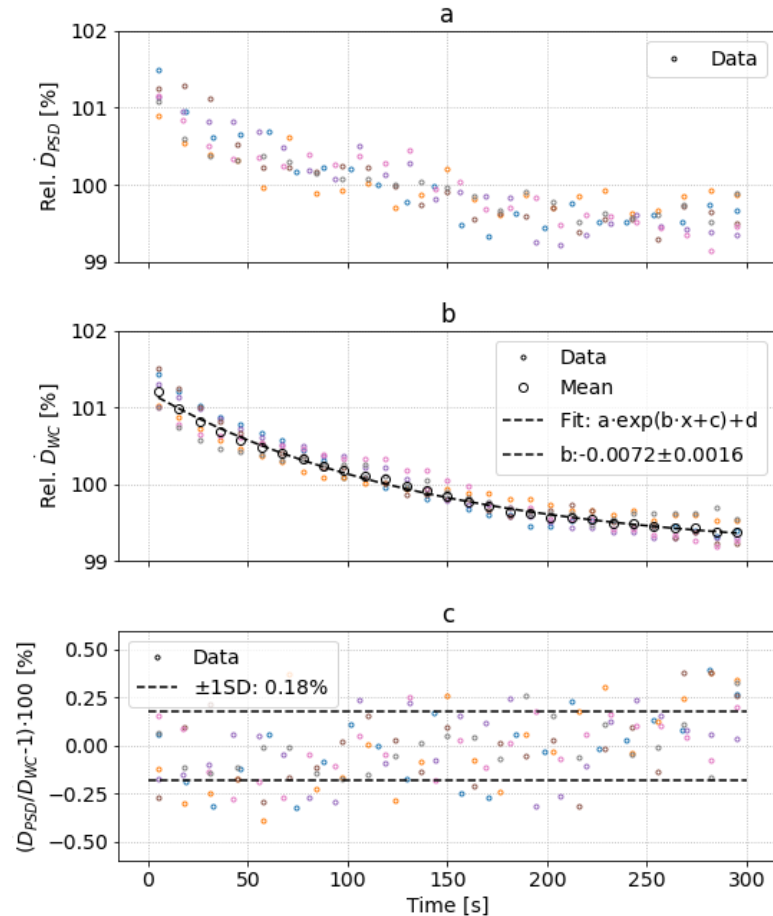 a
102
101
100
99
Rel. Ḋ_PSD [%]
Data
b
102
101
100
99
Rel. Ḋ_WC [%]
Data
Mean
Fit: a·exp(b·x+c)+d
b:-0.0072±0.0016
c
0.50
0.25
0.00
−0.25
−0.50
(Ḋ_PSD/Ḋ_WC-1)·100 [%]
Data
±1SD: 0.18%
0 50 100 150 200 250 300
Time [s]